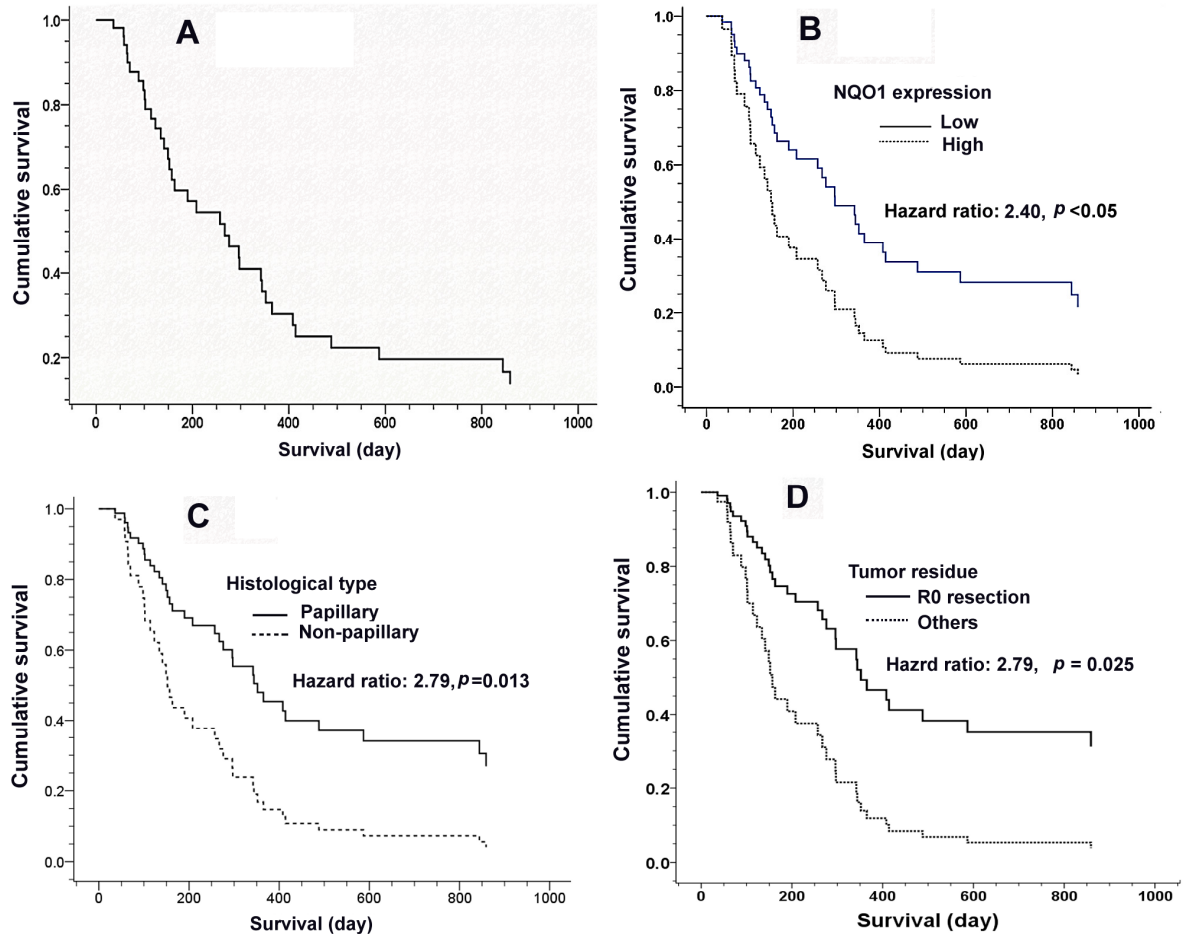 A
1.0
0.8
0.6
0.4
0.2
Cumulative survival
0 200 400 600 800 1000
Survival (day)
B
1.0
0.8
0.6
0.4
0.2
0.0
Cumulative survival
NQO1 expression
Low
High
Hazard ratio: 2.40, p <0.05
0 200 400 600 800 1000
Survival (day)
C
1.0
0.8
0.6
0.4
0.2
0.0
Cumulative survival
Histological type
Papillary
Non-papillary
Hazard ratio: 2.79, p=0.013
0 200 400 600 800 1000
Survival (day)
D
1.0
0.8
0.6
0.4
0.2
0.0
Cumulative survival
Tumor residue
R0 resection
Others
Hazrd ratio: 2.79, p = 0.025
0 200 400 600 800 1000
Survival (day)